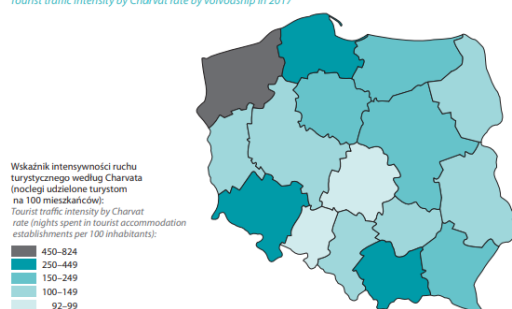 Tourist traffic intensity by Charvat rate by voivodship in 2017
Wskaźnik intensywności ruchu
turystycznego według Charvata
(noclegi udzielone turystom
na 100 mieszkańców):
Tourist traffic intensity by Charvat
rate (nights spent in tourist accommodation
establishments per 100 inhabitants):
450–824
250–449
150–249
100–149
92–99